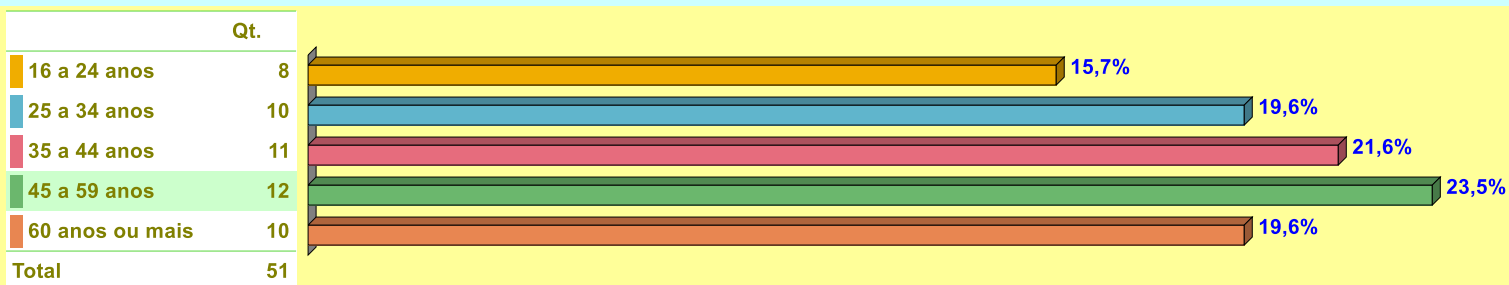 Qt.
16 a 24 anos 8 15,7%
25 a 34 anos 10 19,6%
35 a 44 anos 11 21,6%
45 a 59 anos 12 23,5%
60 anos ou mais 10 19,6%
Total 51